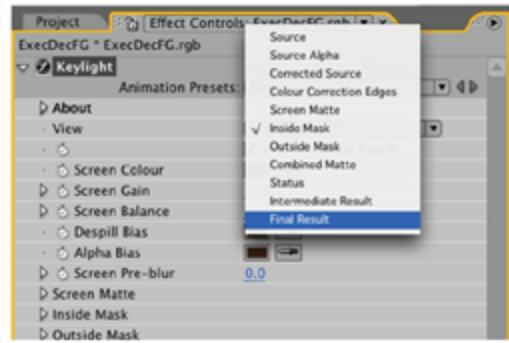 Project
Effect Controls: ExecDecFG.rgb
ExecDecFG * ExecDecFG.rgb
Keylight
Animation Presets:
About
View
Screen Colour
Screen Gain
Screen Balance
Despill Bias
Alpha Bias
Screen Pre-blur 0.0
Screen Matte
Inside Mask
Outside Mask
Source
Source Alpha
Corrected Source
Colour Correction Edges
Screen Matte
Inside Mask
Outside Mask
Combined Matte
Status
Intermediate Result
Final Result